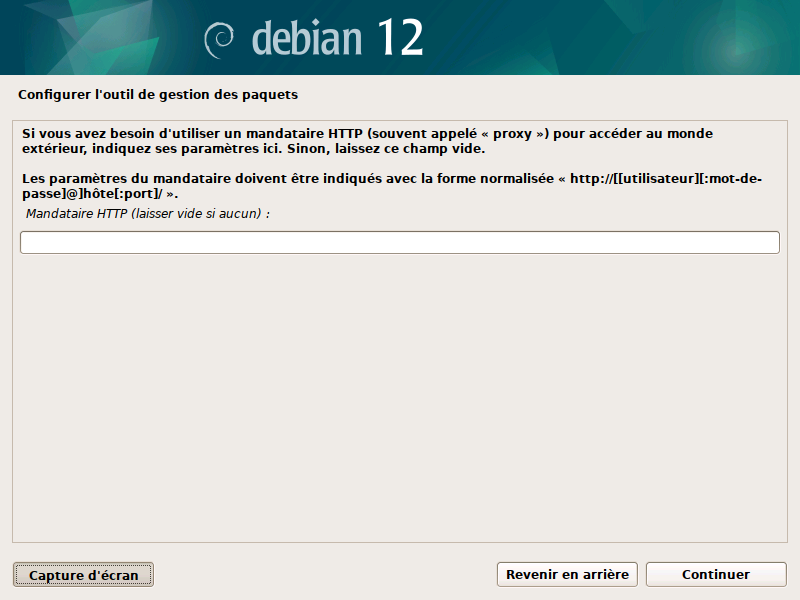 debian 12
Configurer l'outil de gestion des paquets
Si vous avez besoin d'utiliser un mandataire HTTP (souvent appelé « proxy ») pour accéder au monde
extérieur, indiquez ses paramètres ici. Sinon, laissez ce champ vide.
Les paramètres du mandataire doivent être indiqués avec la forme normalisée « http://[[utilisateur][:mot-de-
passe]@]hôte[:port]/ ».
Mandataire HTTP (laisser vide si aucun) :
Capture d'écran
Revenir en arrière
Continuer